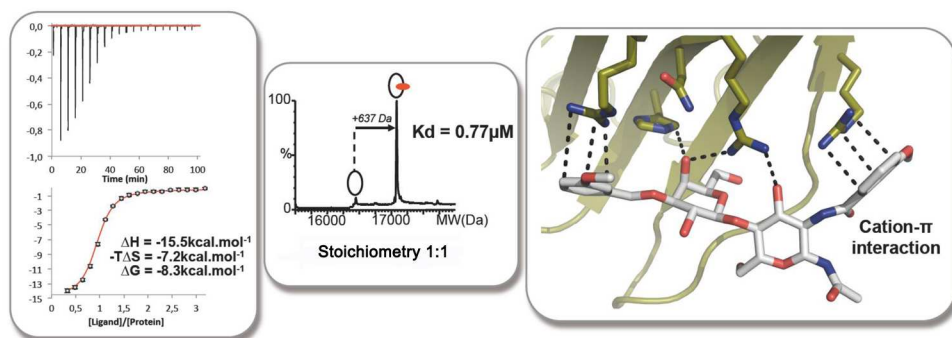 0,0
-0,2
-0,4
-0,6
-0,8
-1,0
0 20 40 60 80 100
Time (min)
-1
-3
-5
-7
-9
-11
-13
-15
ΔH = -15.5kcal.mol⁻¹
-TΔS = -7.2kcal.mol⁻¹
ΔG = -8.3kcal.mol⁻¹
0 0,5 1 1,5 2 2,5 3
[Ligand]/[Protein]
100
%
0
+637 Da
Kd = 0.77µM
16000 17000 MW(Da)
Stoichiometry 1:1
Cation-π
interaction